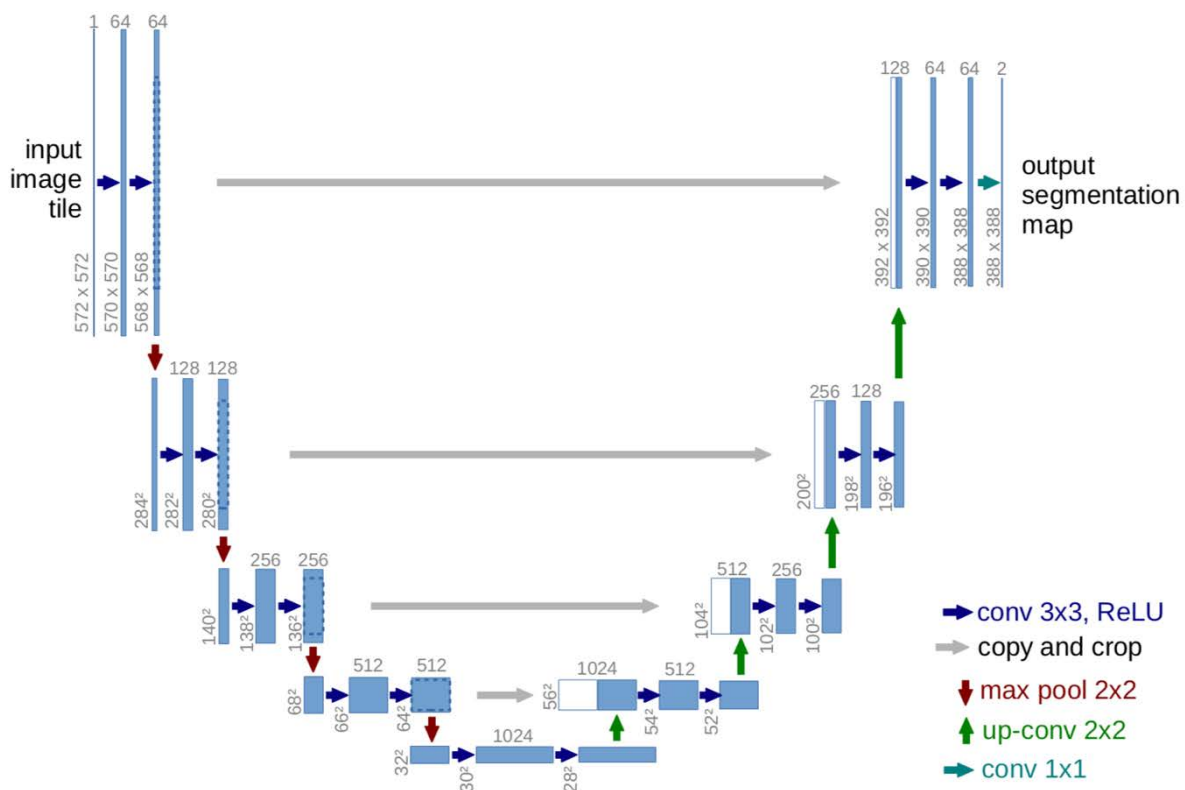 1 64 64
input
image
tile
572 x 572
570 x 570
568 x 568
128 64 64 2
output
segmentation
map
392 x 392
390 x 390
388 x 388
388 x 388
128 128
284²
282²
280²
256 128
200²
198²
196²
256 256
140²
138²
136²
512 256
104²
102²
100²
512 512
68²
66²
64²
1024 512
56²
54²
52²
1024
32²
30²
28²
conv 3x3, ReLU
copy and crop
max pool 2x2
up-conv 2x2
conv 1x1